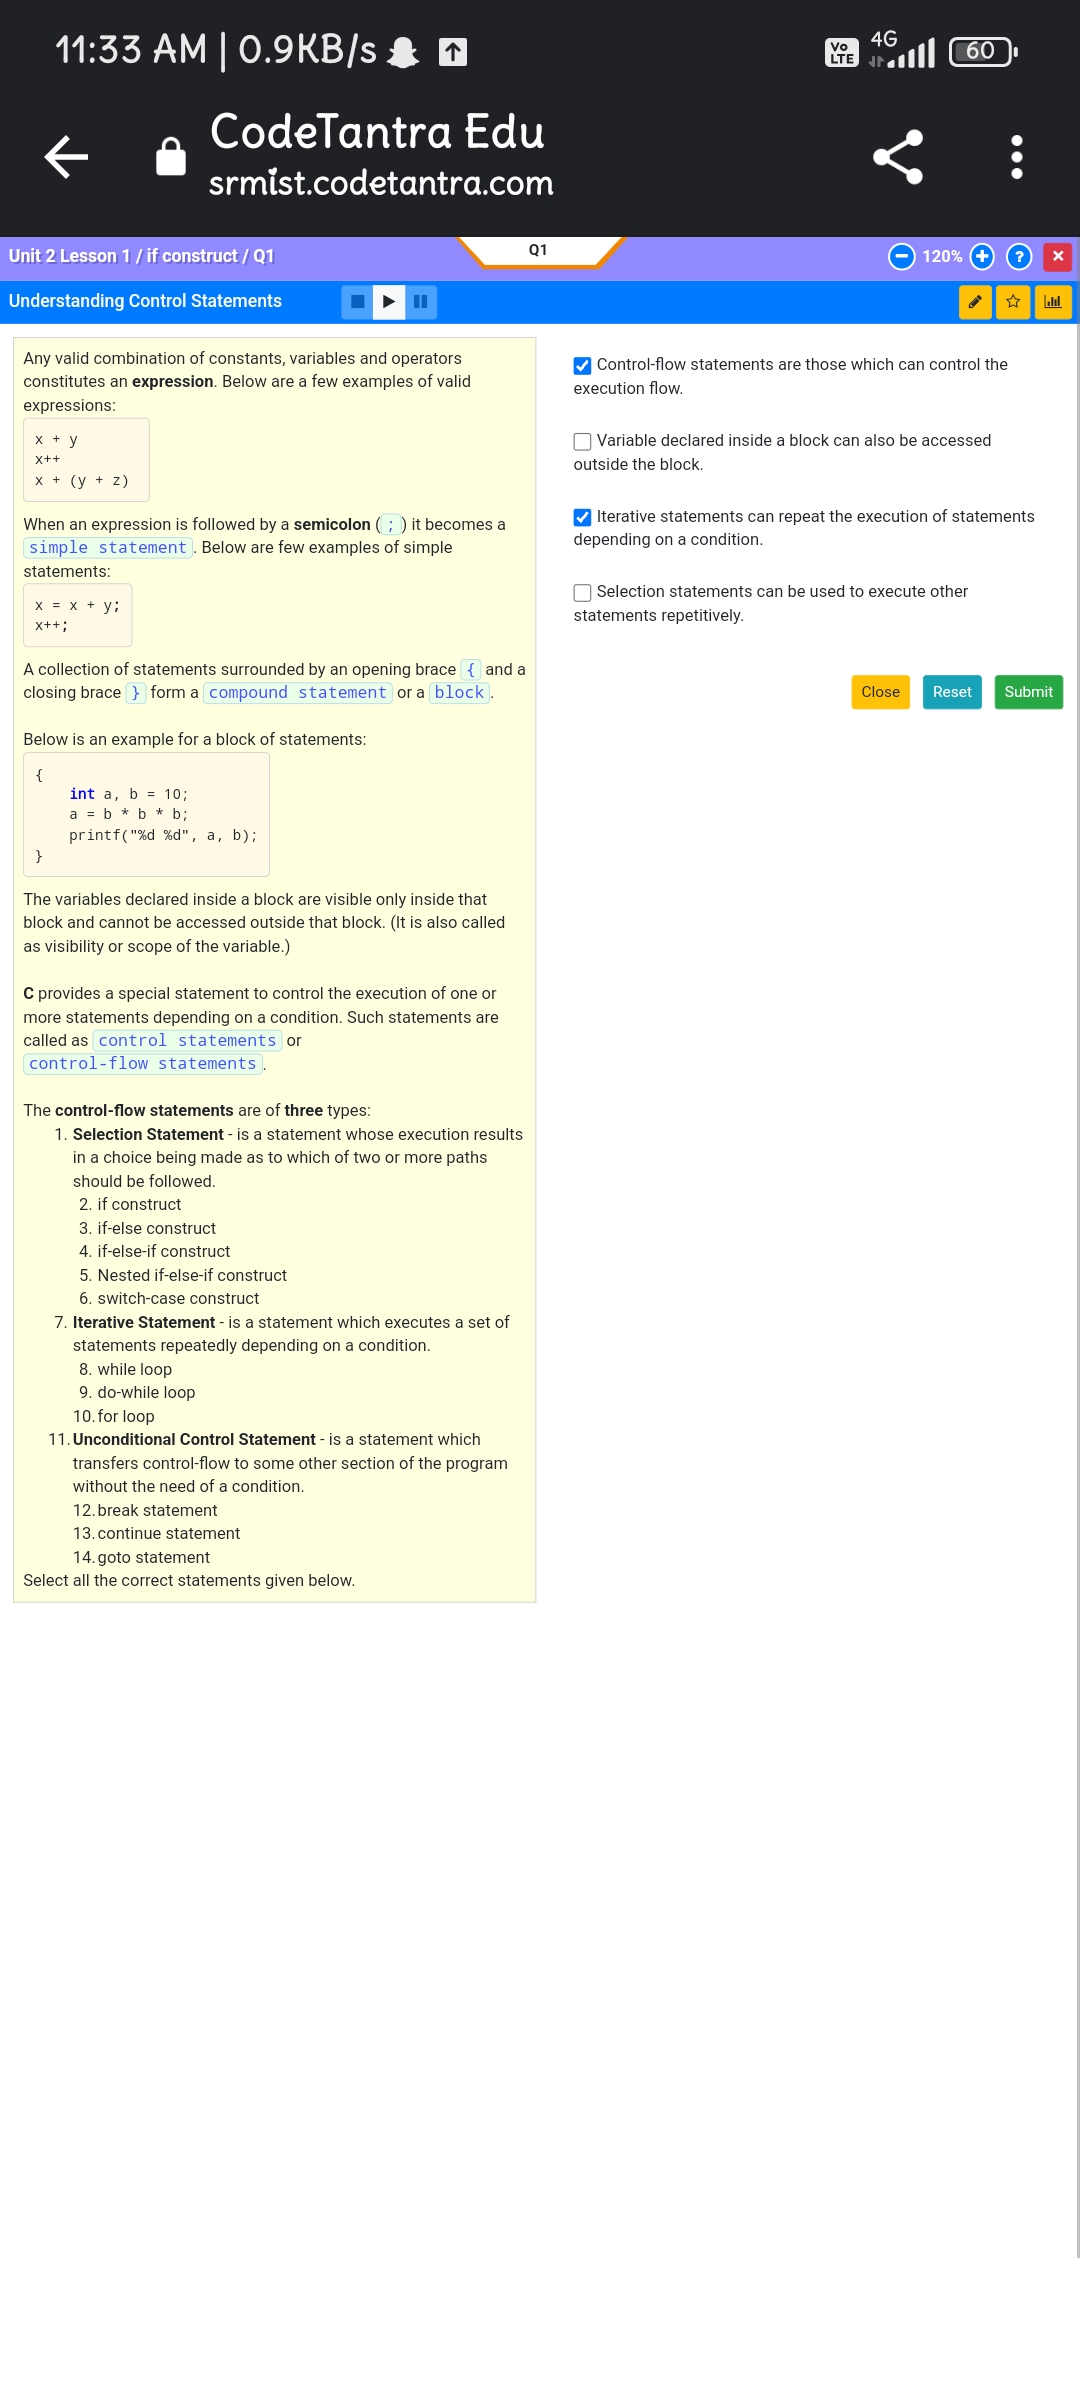 11:33 AM | 0.9KB/s
Vo LTE 4G 60
CodeTantra Edu
srmist.codetantra.com
Unit 2 Lesson 1 / if construct / Q1
Q1
120%
?
Understanding Control Statements
Any valid combination of constants, variables and operators
constitutes an expression. Below are a few examples of valid
expressions:
x + y
x++
x + (y + z)
When an expression is followed by a semicolon ( ; ) it becomes a
simple statement. Below are few examples of simple
statements:
x = x + y;
x++;
A collection of statements surrounded by an opening brace { and a
closing brace } form a compound statement or a block.
Below is an example for a block of statements:
{
    int a, b = 10;
    a = b * b * b;
    printf("%d %d", a, b);
}
The variables declared inside a block are visible only inside that
block and cannot be accessed outside that block. (It is also called
as visibility or scope of the variable.)
C provides a special statement to control the execution of one or
more statements depending on a condition. Such statements are
called as control statements or
control-flow statements.
The control-flow statements are of three types:
1. Selection Statement - is a statement whose execution results
in a choice being made as to which of two or more paths
should be followed.
2. if construct
3. if-else construct
4. if-else-if construct
5. Nested if-else-if construct
6. switch-case construct
7. Iterative Statement - is a statement which executes a set of
statements repeatedly depending on a condition.
8. while loop
9. do-while loop
10. for loop
11. Unconditional Control Statement - is a statement which
transfers control-flow to some other section of the program
without the need of a condition.
12. break statement
13. continue statement
14. goto statement
Select all the correct statements given below.
Control-flow statements are those which can control the
execution flow.
Variable declared inside a block can also be accessed
outside the block.
Iterative statements can repeat the execution of statements
depending on a condition.
Selection statements can be used to execute other
statements repetitively.
Close Reset Submit